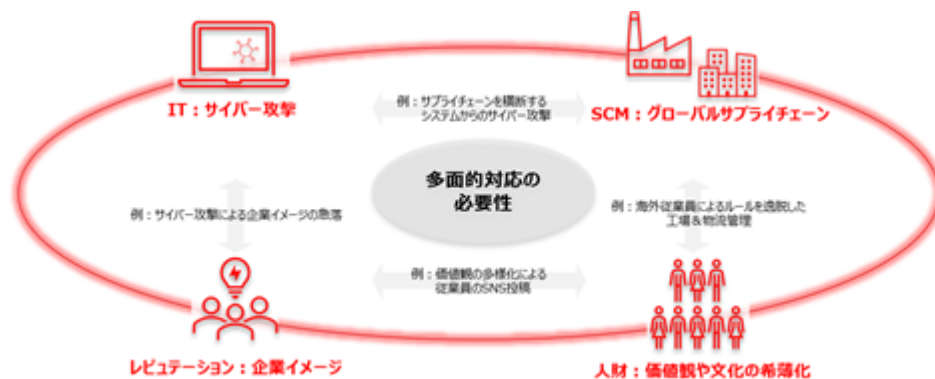 IT：サイバー攻撃
例：サプライチェーンを横断する
システムからのサイバー攻撃
SCM：グローバルサプライチェーン
多面的対応の
必要性
例：サイバー攻撃による企業イメージの急落
例：海外従業員によるルールを逸脱した
工場＆物流管理
例：価値観の多様化による
従業員のSNS投稿
レピュテーション：企業イメージ
人財：価値観や文化の希薄化